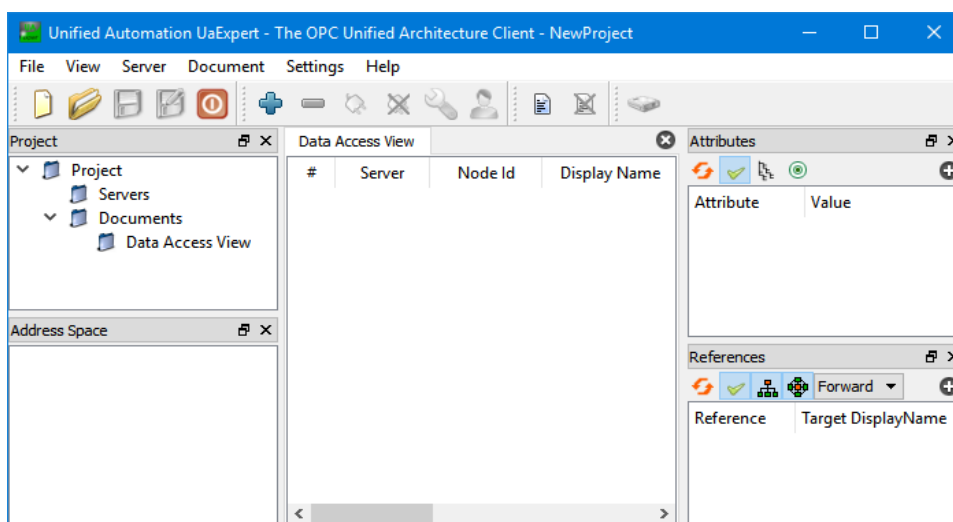 Unified Automation UaExpert - The OPC Unified Architecture Client - NewProject
File View Server Document Settings Help
Project
Project
Servers
Documents
Data Access View
Address Space
Data Access View
# Server Node Id Display Name
Attributes
Attribute Value
References
Forward
Reference Target DisplayName